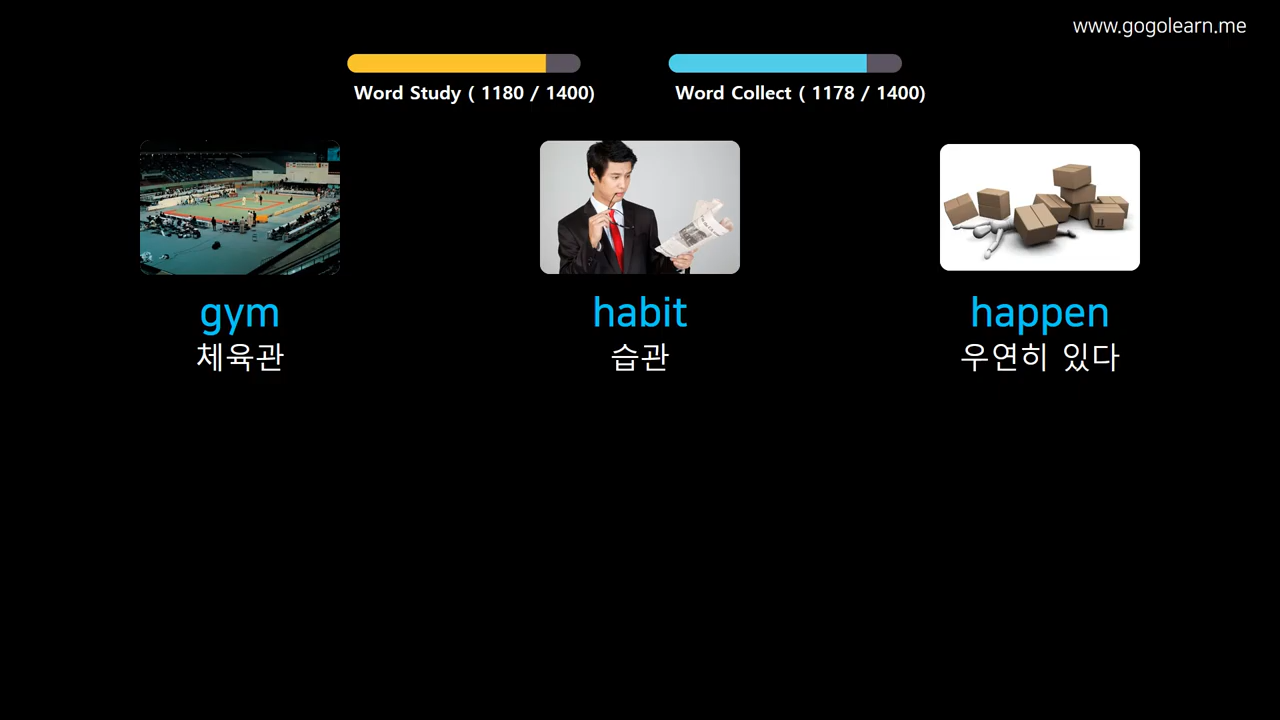 www.gogolearn.me
Word Study ( 1180 / 1400)
Word Collect ( 1178 / 1400)
gym
habit
happen
체육관
습관
우연히 있다